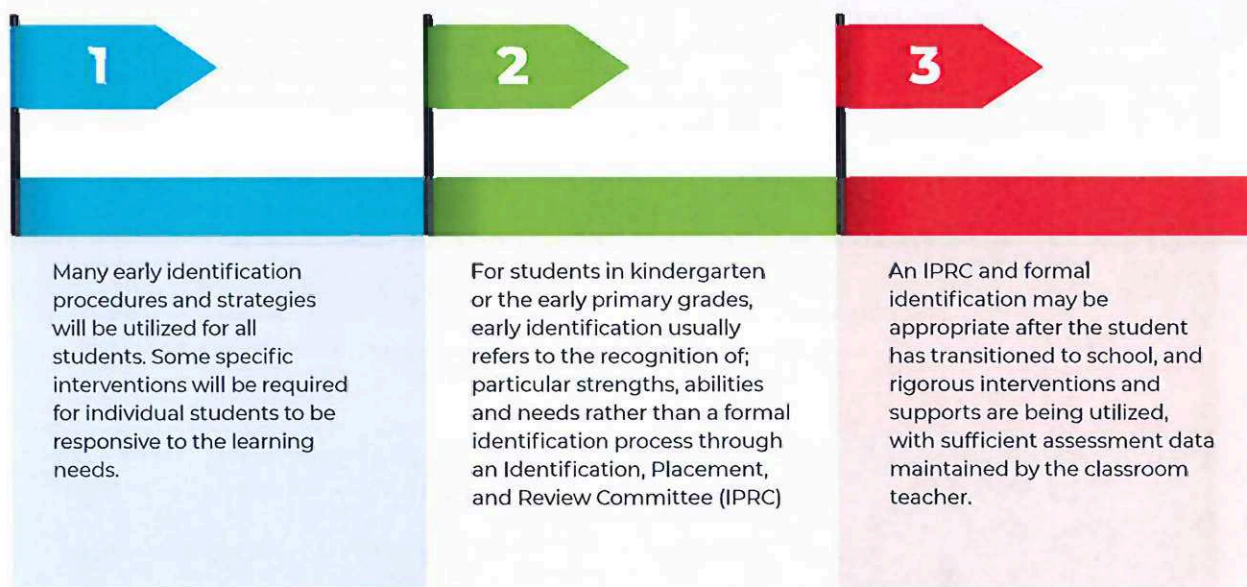 1
Many early identification
procedures and strategies
will be utilized for all
students. Some specific
interventions will be required
for individual students to be
responsive to the learning
needs.
2
For students in kindergarten
or the early primary grades,
early identification usually
refers to the recognition of;
particular strengths, abilities
and needs rather than a formal
identification process through
an Identification, Placement,
and Review Committee (IPRC)
3
An IPRC and formal
identification may be
appropriate after the student
has transitioned to school, and
rigorous interventions and
supports are being utilized,
with sufficient assessment data
maintained by the classroom
teacher.